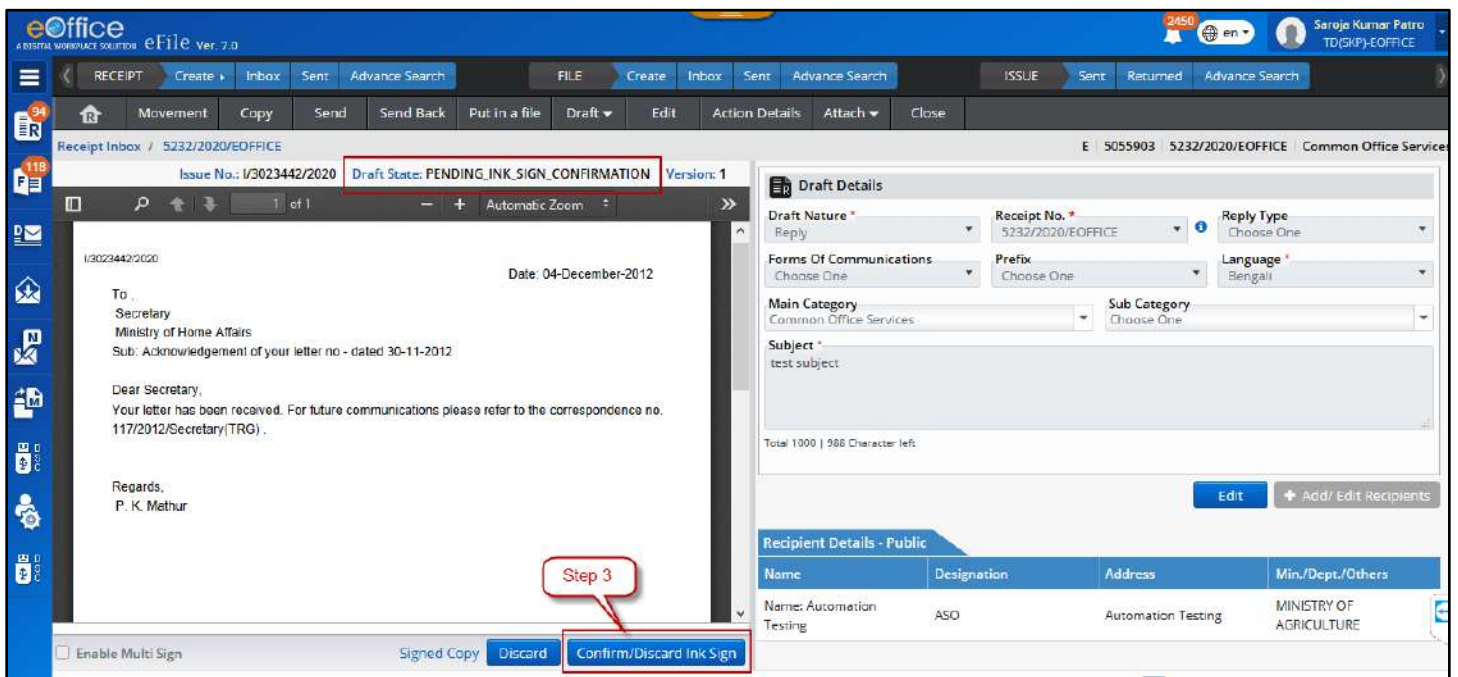 eOffice
A DIGITAL WORKPLACE SOLUTION eFile Ver. 7.0
2450
en
Saroja Kumar Patro
TD(SKP)-EOFFICE
RECEIPT Create Inbox Sent Advance Search FILE Create Inbox Sent Advance Search ISSUE Sent Returned Advance Search
94
R
R Movement Copy Send Send Back Put in a file Draft Edit Action Details Attach Close
Receipt Inbox / 5232/2020/EOFFICE
E 5055903 5232/2020/EOFFICE Common Office Services
118
F
Issue No.: I/3023442/2020 Draft State: PENDING_INK_SIGN_CONFIRMATION Version: 1
1 of 1 − + Automatic Zoom
I/3023442/2020
Date: 04-December-2012
To ,
Secretary
Ministry of Home Affairs
Sub: Acknowledgement of your letter no - dated 30-11-2012
Dear Secretary,
Your letter has been received. For future communications please refer to the correspondence no.
117/2012/Secretary(TRG) .
Regards,
P. K. Mathur
D
N
M
DSC
DSC
Step 3
Enable Multi Sign Signed Copy Discard Confirm/Discard Ink Sign
R Draft Details
Draft Nature * Receipt No. * Reply Type
Reply 5232/2020/EOFFICE Choose One
Forms Of Communications Prefix Language *
Choose One Choose One Bengali
Main Category Sub Category
Common Office Services Choose One
Subject *
test subject
Total 1000 | 988 Character left
Edit + Add/ Edit Recipients
Recipient Details - Public
Name Designation Address Min./Dept./Others
Name: Automation Testing ASO Automation Testing MINISTRY OF AGRICULTURE